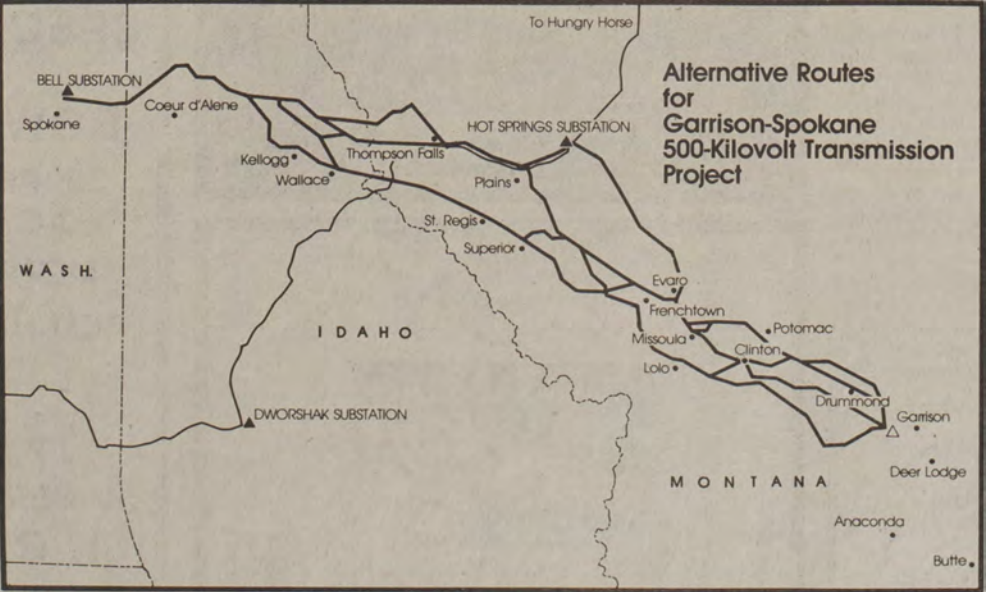 To Hungry Horse
Alternative Routes
for
Garrison-Spokane
500-Kilovolt Transmission
Project
BELL SUBSTATION
Spokane
Coeur d'Alene
HOT SPRINGS SUBSTATION
Kellogg
Thompson Falls
Wallace
Plains
St. Regis
Superior
WASH.
Evaro
Frenchtown
IDAHO
Potomac
Missoula
Clinton
Lolo
Drummond
DWORSHAK SUBSTATION
Garrison
Deer Lodge
MONTANA
Anaconda
Butte